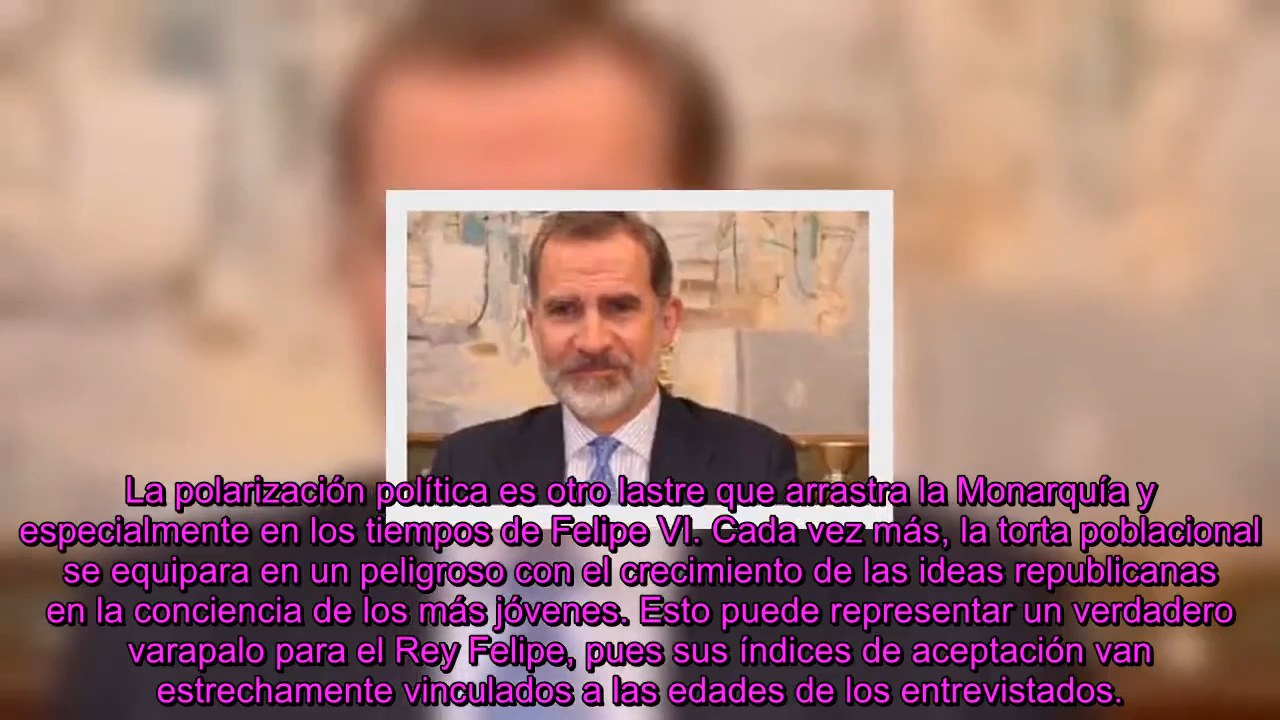 La polarización política es otro lastre que arrastra la Monarquía y
especialmente en los tiempos de Felipe VI. Cada vez más, la torta poblacional
se equipara en un peligroso con el crecimiento de las ideas republicanas
en la conciencia de los más jóvenes. Esto puede representar un verdadero
varapalo para el Rey Felipe, pues sus índices de aceptación van
estrechamente vinculados a las edades de los entrevistados.